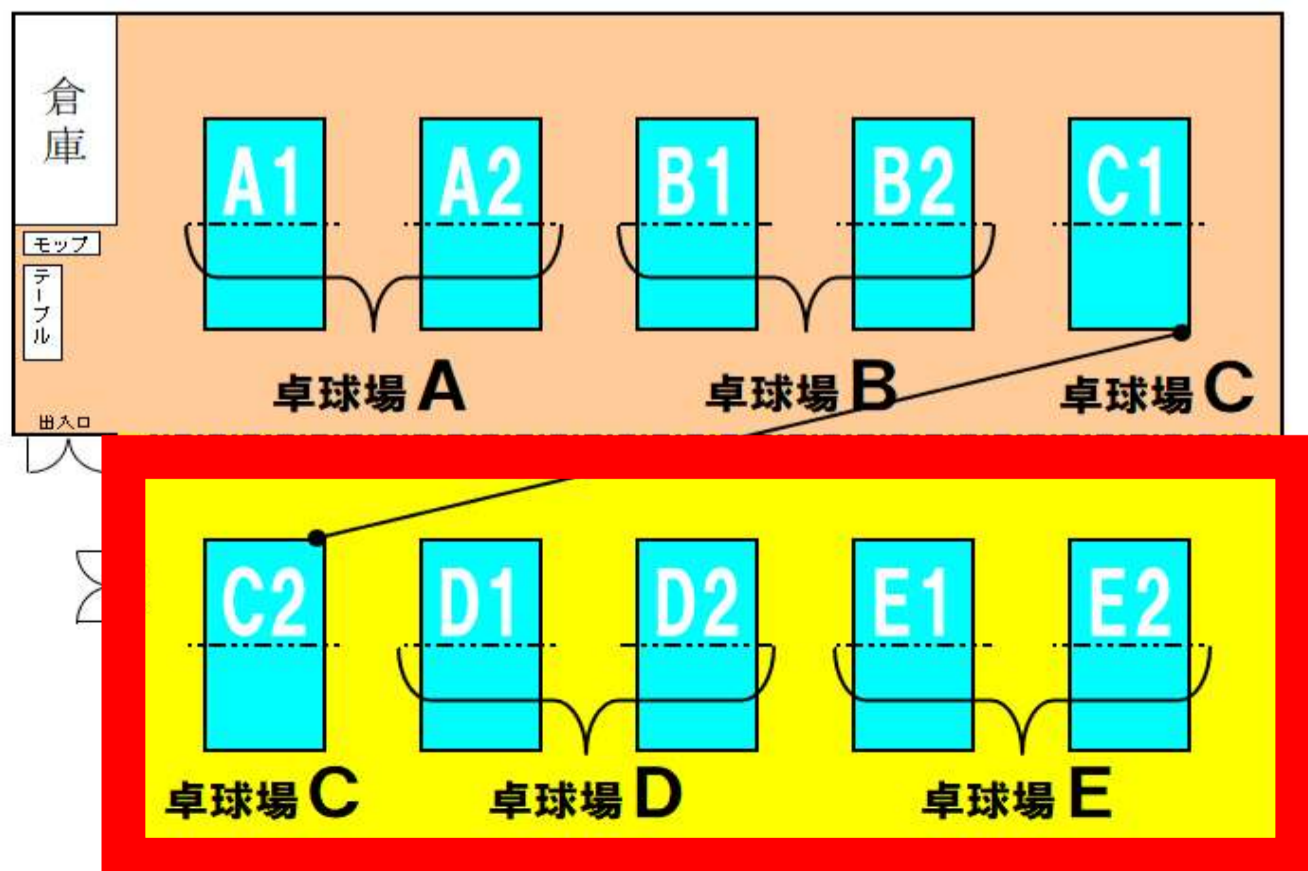 倉庫
A1 A2 B1 B2 C1
モップ
テーブル
卓球場A 卓球場B 卓球場C
出入口
C2 D1 D2 E1 E2
卓球場C 卓球場D 卓球場E